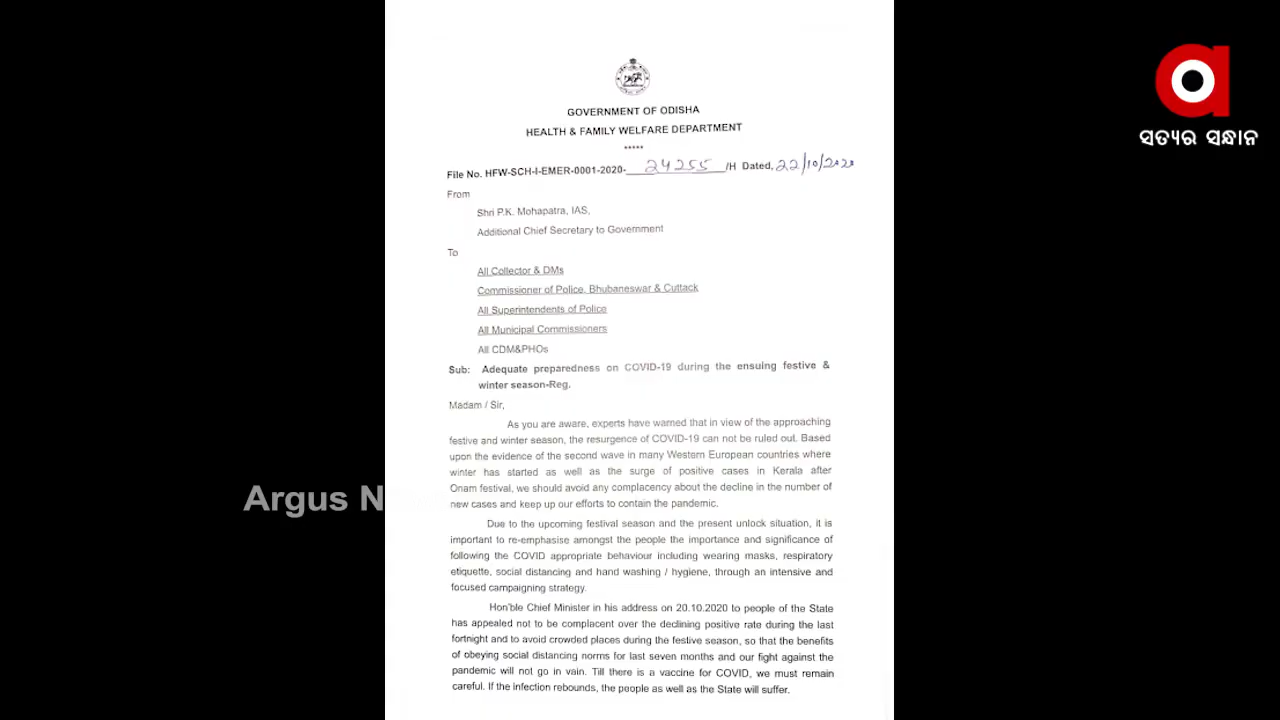 GOVERNMENT OF ODISHA
HEALTH & FAMILY WELFARE DEPARTMENT
*****
File No. HFW-SCH-I-EMER-0001-2020- 24255 /H Dated, 22/10/2020
From
Shri P.K. Mohapatra, IAS,
Additional Chief Secretary to Government
To
All Collector & DMs
Commissioner of Police, Bhubaneswar & Cuttack
All Superintendents of Police
All Municipal Commissioners
All CDM&PHOs
Sub: Adequate preparedness on COVID-19 during the ensuing festive &
winter season-Reg.
Madam / Sir,
As you are aware, experts have warned that in view of the approaching
festive and winter season, the resurgence of COVID-19 can not be ruled out. Based
upon the evidence of the second wave in many Western European countries where
winter has started as well as the surge of positive cases in Kerala after
Onam festival, we should avoid any complacency about the decline in the number of
new cases and keep up our efforts to contain the pandemic.
Due to the upcoming festival season and the present unlock situation, it is
important to re-emphasise amongst the people the importance and significance of
following the COVID appropriate behaviour including wearing masks, respiratory
etiquette, social distancing and hand washing / hygiene, through an intensive and
focused campaigning strategy.
Hon'ble Chief Minister in his address on 20.10.2020 to people of the State
has appealed not to be complacent over the declining positive rate during the last
fortnight and to avoid crowded places during the festive season, so that the benefits
of obeying social distancing norms for last seven months and our fight against the
pandemic will not go in vain. Till there is a vaccine for COVID, we must remain
careful. If the infection rebounds, the people as well as the State will suffer.
Argus N
ସତ୍ୟର ସନ୍ଧାନ